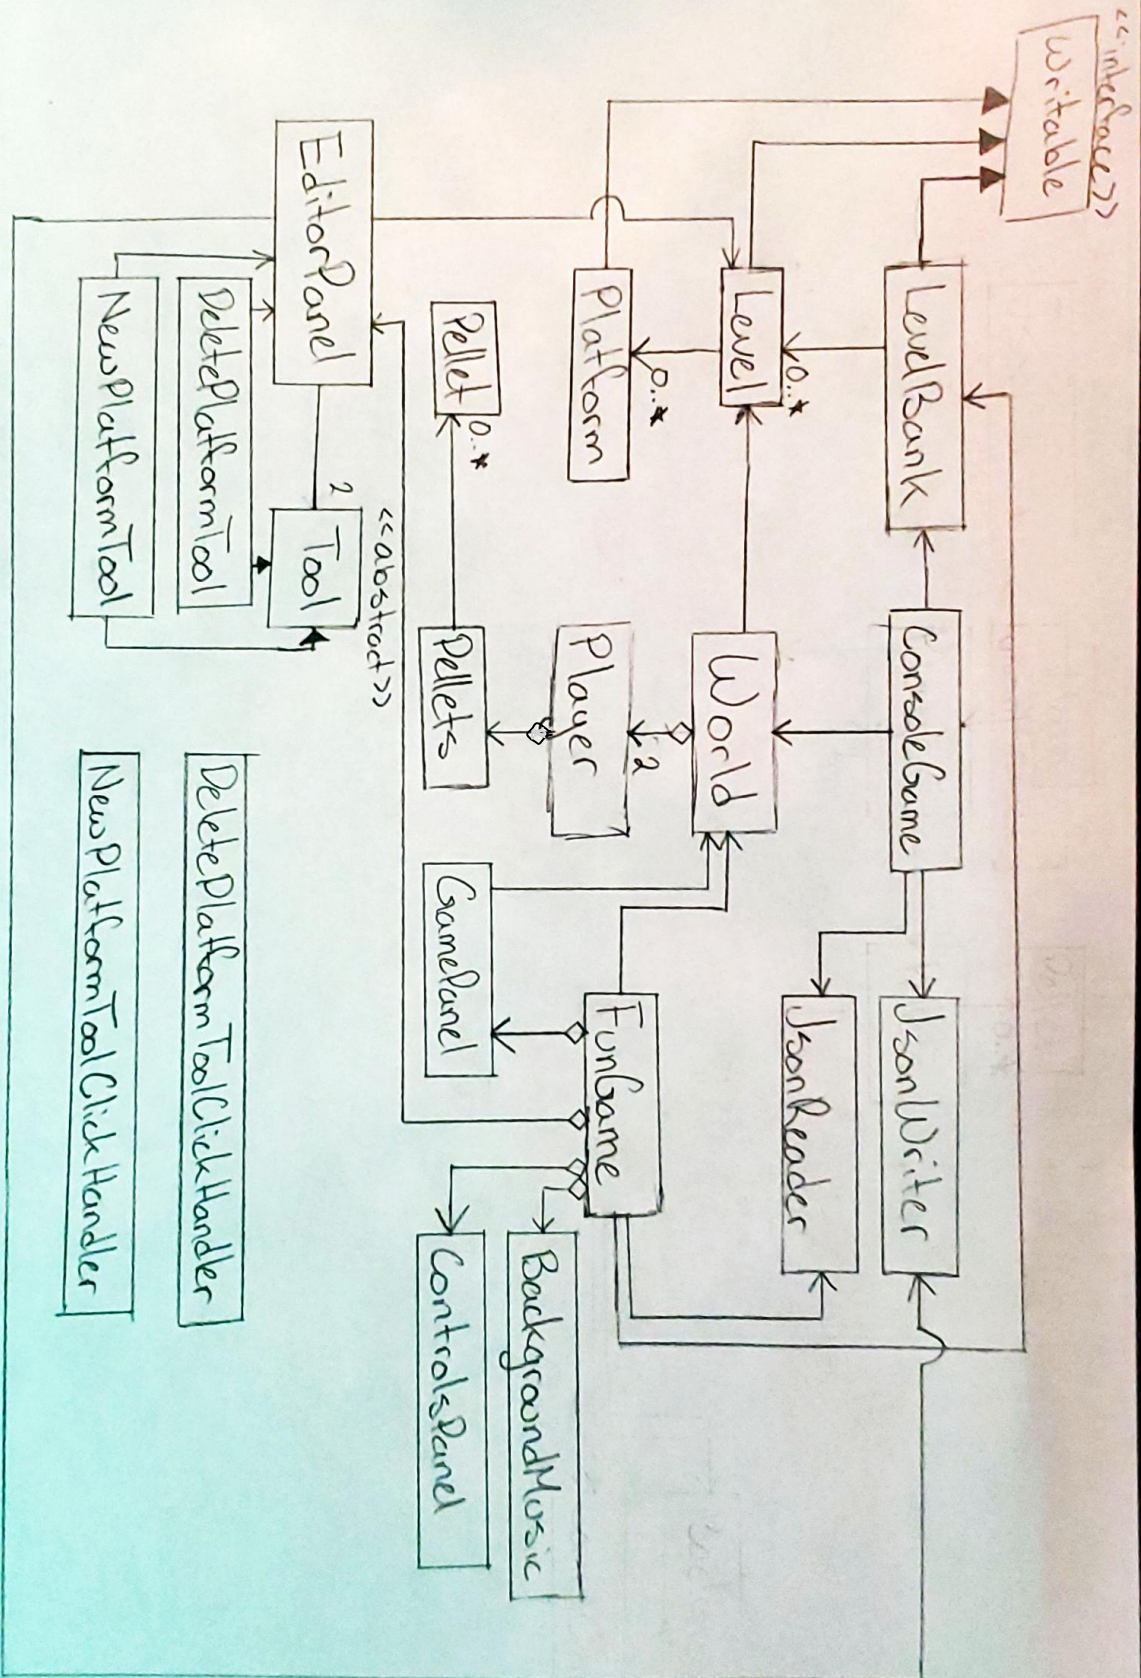 <<interface>>
Writable
LevelBank
ConsoleGame
JsonWriter
0..*
Level
World
JsonReader
0..*
Platform
2
Player
FunGame
BackgroundMusic
Pellet
0..*
Pellets
GamePanel
ControlsPanel
<<abstract>>
EditorPanel
2
Tool
DeletePlatformTool
DeletePlatformToolClickHandler
NewPlatformTool
NewPlatformToolClickHandler